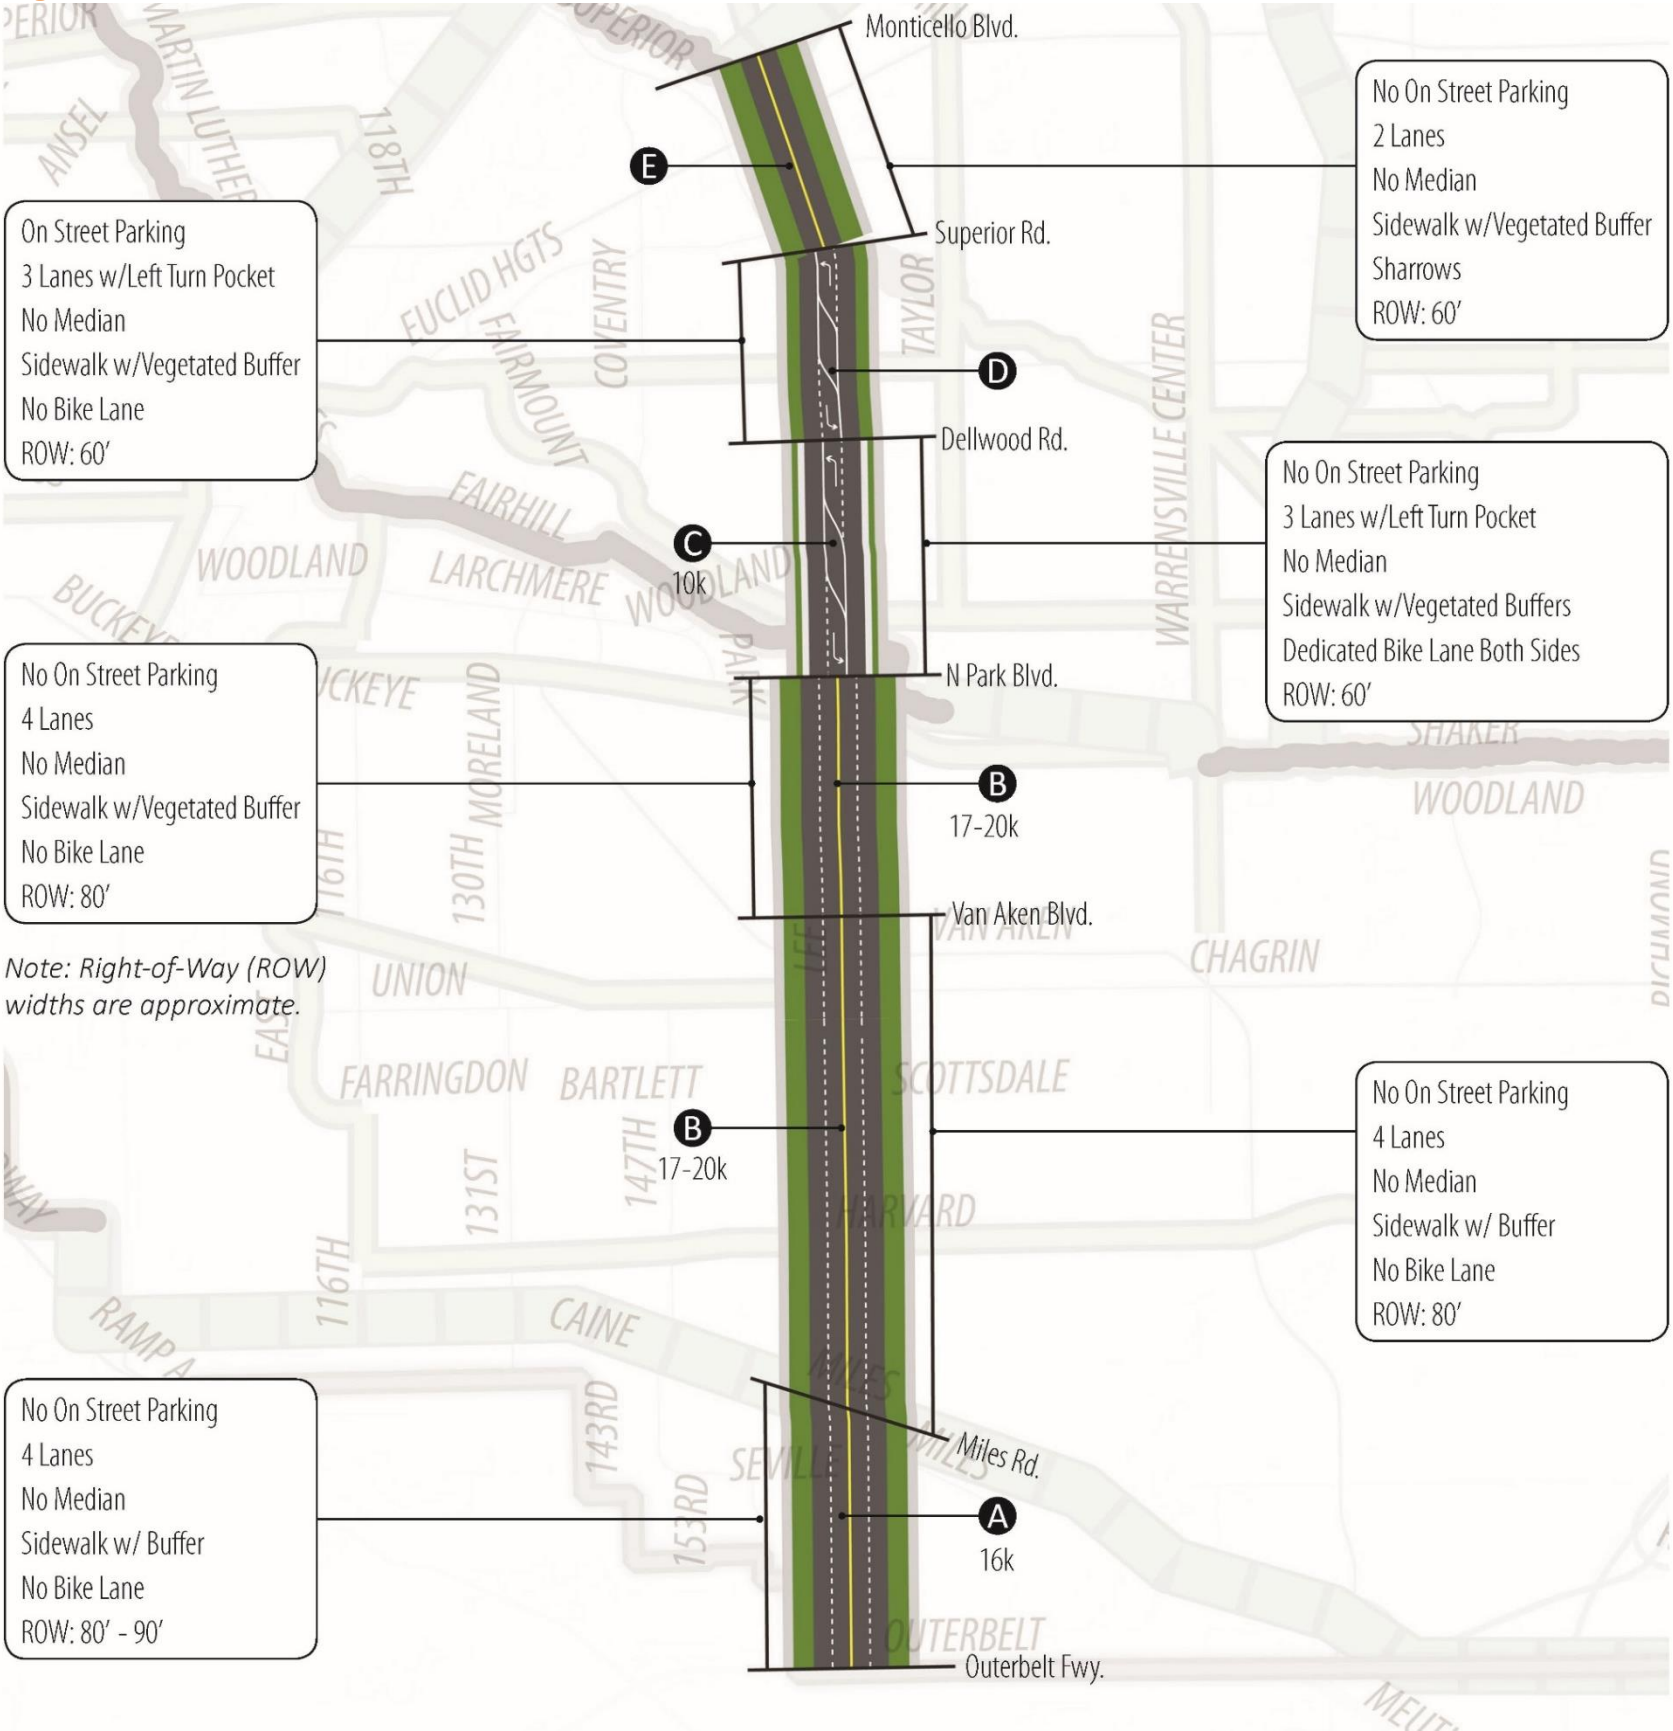 Monticello Blvd.
SUPERIOR
MARTIN LUTHER
ANSEL
118TH
No On Street Parking
2 Lanes
No Median
Sidewalk w/Vegetated Buffer
Sharrows
ROW: 60’
E
Superior Rd.
On Street Parking
3 Lanes w/Left Turn Pocket
No Median
Sidewalk w/Vegetated Buffer
No Bike Lane
ROW: 60’
EUCLID HGTS
FAIRMOUNT
COVENTRY
TAYLOR
D
Dellwood Rd.
WARRENSVILLE CENTER
No On Street Parking
3 Lanes w/Left Turn Pocket
No Median
Sidewalk w/Vegetated Buffers
Dedicated Bike Lane Both Sides
ROW: 60’
FAIRHILL
C
10k
WOODLAND
LARCHMERE
WOODLAND
BUCKEYE
PARK
N Park Blvd.
No On Street Parking
4 Lanes
No Median
Sidewalk w/Vegetated Buffer
No Bike Lane
ROW: 80’
MORELAND
130TH
116TH
SHAKER
WOODLAND
B
17-20k
Van Aken Blvd.
VAN AKEN
LEE
CHAGRIN
RICHMOND
Note: Right-of-Way (ROW)
widths are approximate.
UNION
EAST
FARRINGDON
BARTLETT
SCOTTSDALE
B
17-20k
147TH
131ST
HARVARD
No On Street Parking
4 Lanes
No Median
Sidewalk w/ Buffer
No Bike Lane
ROW: 80’
116TH
RAMP A
CAINE
MILES
MILES
Miles Rd.
No On Street Parking
4 Lanes
No Median
Sidewalk w/ Buffer
No Bike Lane
ROW: 80’ - 90’
143RD
153RD
SEVILLE
A
16k
OUTERBELT
Outerbelt Fwy.